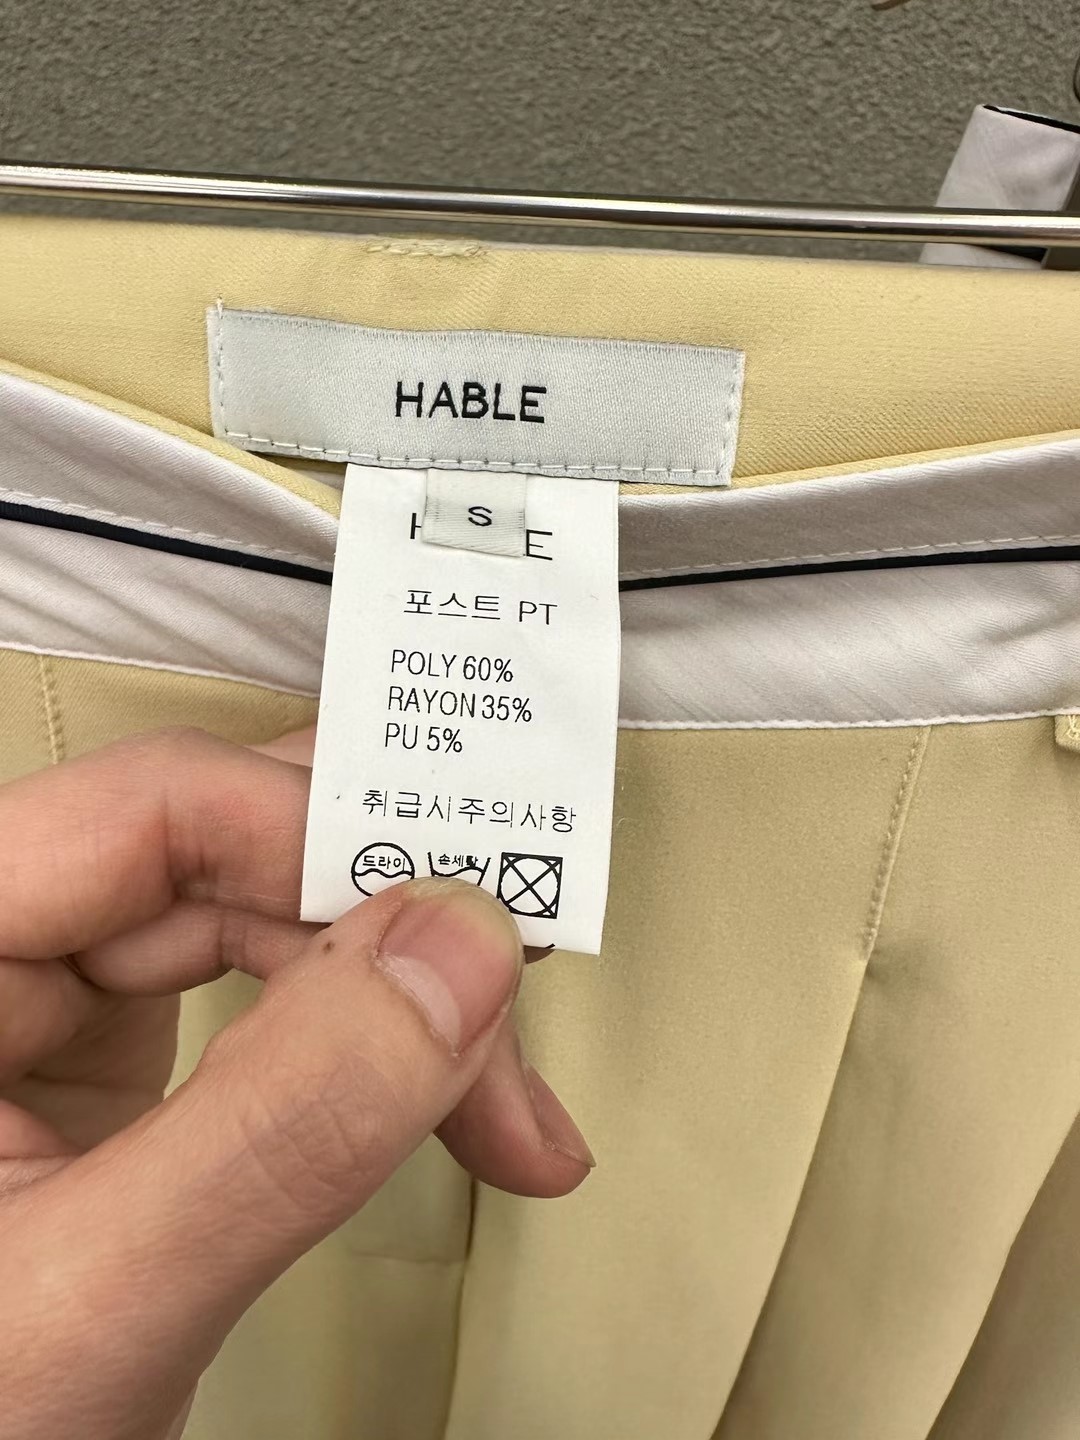 HABLE
S
포스트 PT
POLY 60%
RAYON 35%
PU 5%
취급시주의사항
드라이 손세탁